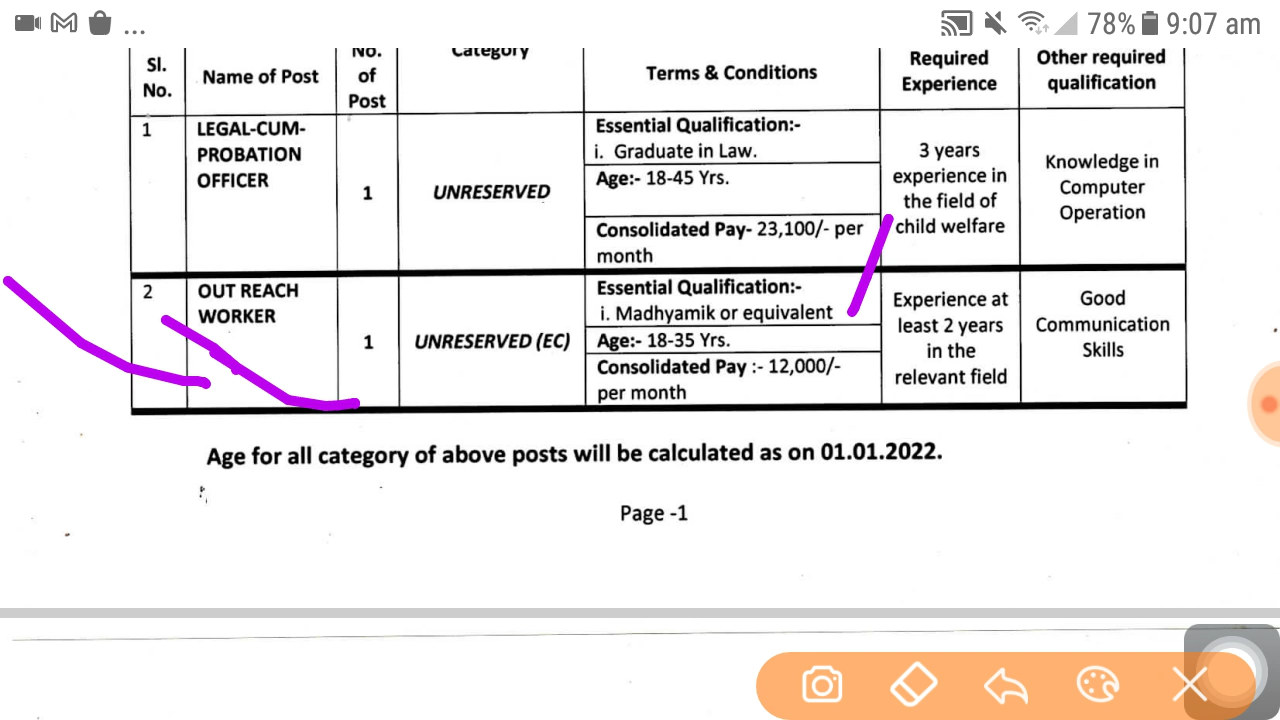 ... 78% 9:07 am
Sl.
No.
Name of Post
No.
of
Post
Category
Terms & Conditions
Required
Experience
Other required
qualification
1
LEGAL-CUM-
PROBATION
OFFICER
1
UNRESERVED
Essential Qualification:-
i. Graduate in Law.
Age:- 18-45 Yrs.
Consolidated Pay- 23,100/- per
month
3 years
experience in
the field of
child welfare
Knowledge in
Computer
Operation
2
OUT REACH
WORKER
1
UNRESERVED (EC)
Essential Qualification:-
i. Madhyamik or equivalent
Age:- 18-35 Yrs.
Consolidated Pay :- 12,000/-
per month
Experience at
least 2 years
in the
relevant field
Good
Communication
Skills
Age for all category of above posts will be calculated as on 01.01.2022.
Page -1